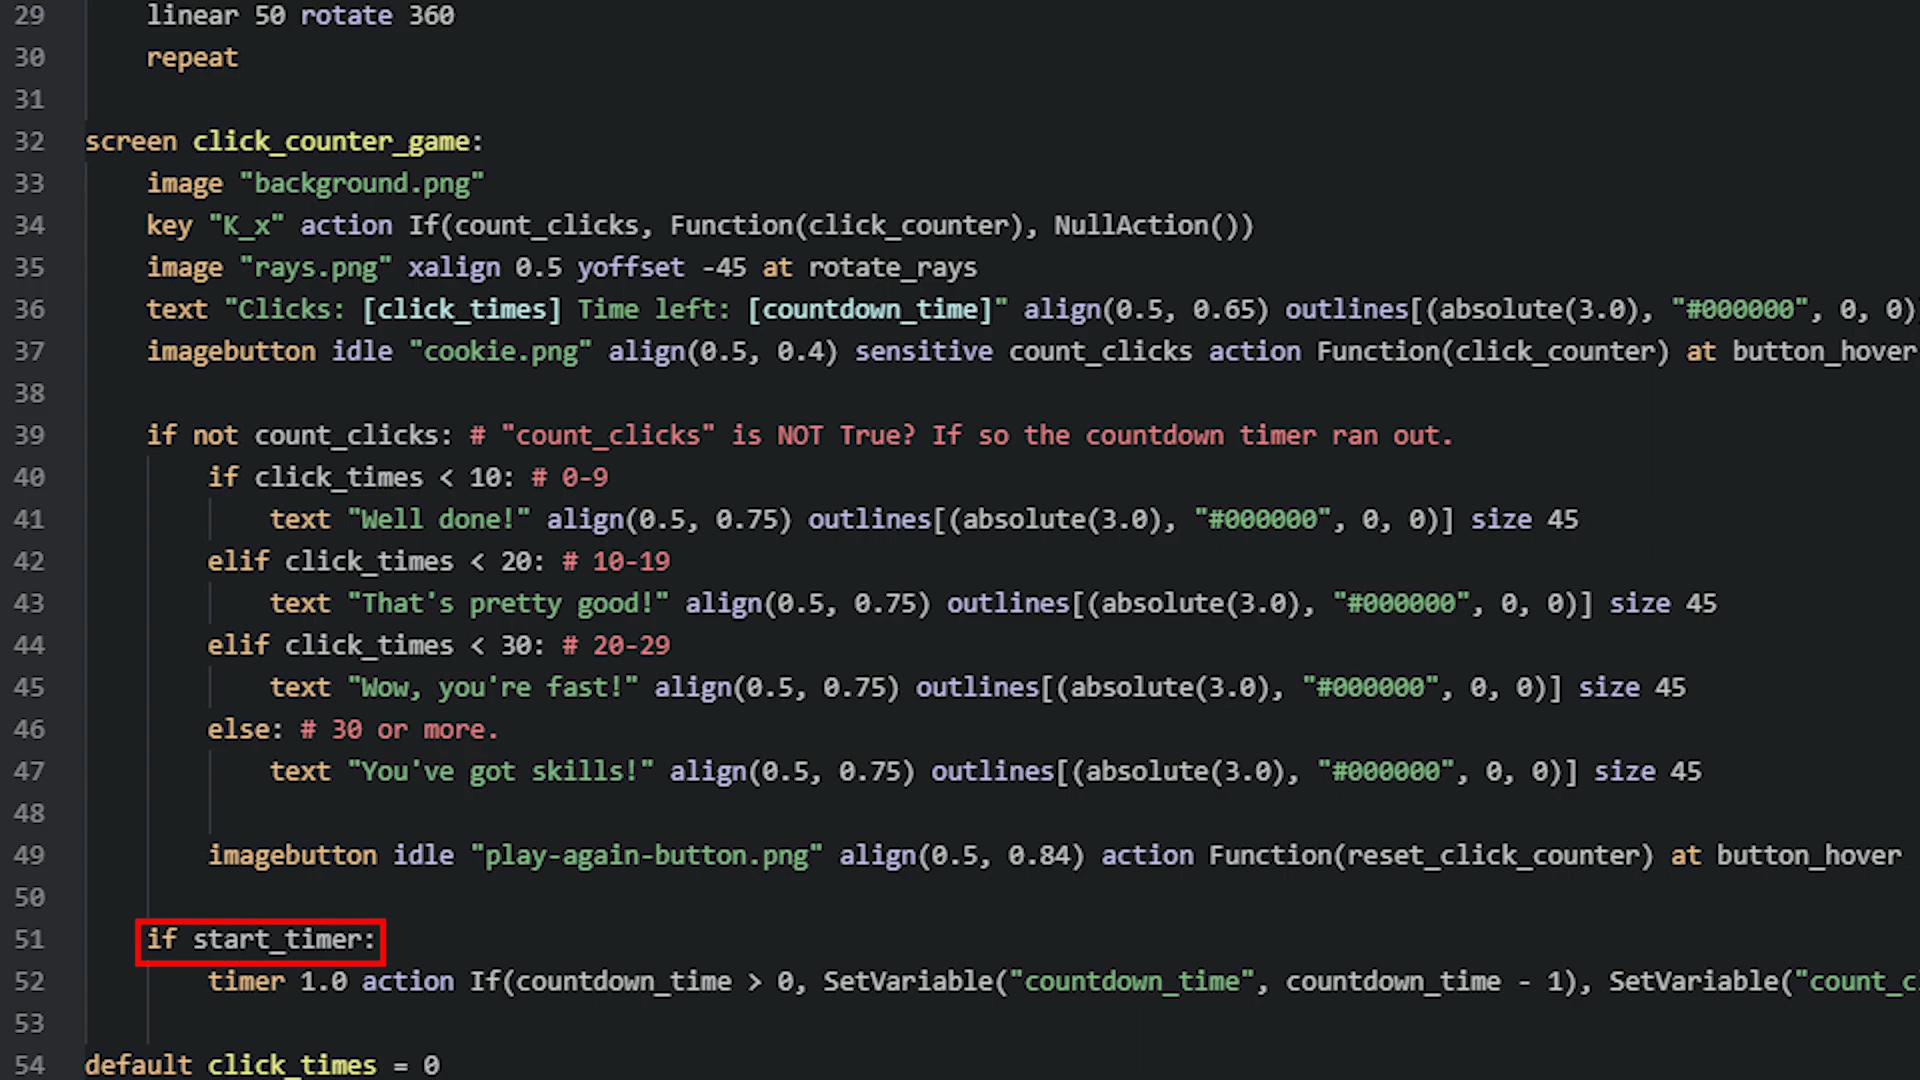 29 linear 50 rotate 360
30 repeat
31
32 screen click_counter_game:
33 image "background.png"
34 key "K_x" action If(count_clicks, Function(click_counter), NullAction())
35 image "rays.png" xalign 0.5 yoffset -45 at rotate_rays
36 text "Clicks: [click_times] Time left: [countdown_time]" align(0.5, 0.65) outlines[(absolute(3.0), "#000000", 0, 0)
37 imagebutton idle "cookie.png" align(0.5, 0.4) sensitive count_clicks action Function(click_counter) at button_hover
38
39 if not count_clicks: # "count_clicks" is NOT True? If so the countdown timer ran out.
40 if click_times < 10: # 0-9
41 text "Well done!" align(0.5, 0.75) outlines[(absolute(3.0), "#000000", 0, 0)] size 45
42 elif click_times < 20: # 10-19
43 text "That's pretty good!" align(0.5, 0.75) outlines[(absolute(3.0), "#000000", 0, 0)] size 45
44 elif click_times < 30: # 20-29
45 text "Wow, you're fast!" align(0.5, 0.75) outlines[(absolute(3.0), "#000000", 0, 0)] size 45
46 else: # 30 or more.
47 text "You've got skills!" align(0.5, 0.75) outlines[(absolute(3.0), "#000000", 0, 0)] size 45
48
49 imagebutton idle "play-again-button.png" align(0.5, 0.84) action Function(reset_click_counter) at button_hover
50
51 if start_timer:
52 timer 1.0 action If(countdown_time > 0, SetVariable("countdown_time", countdown_time - 1), SetVariable("count_c
53
54 default click_times = 0